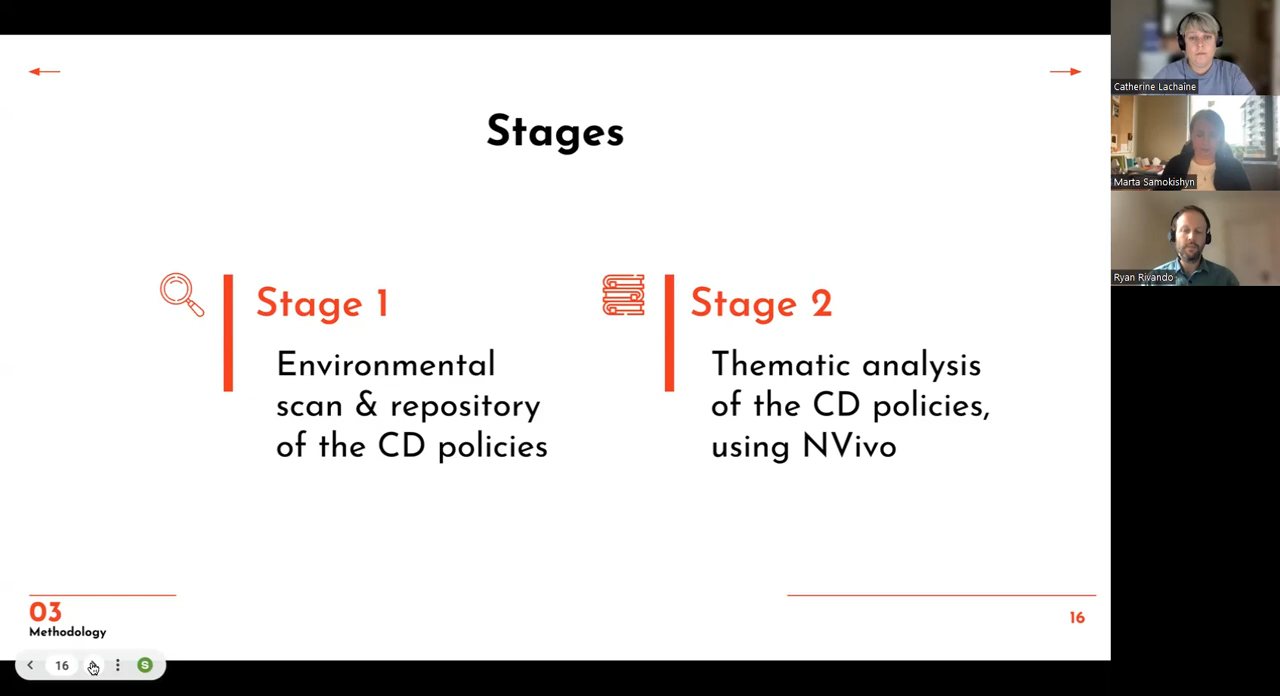 Stages
Stage 1
Environmental
scan & repository
of the CD policies
Stage 2
Thematic analysis
of the CD policies,
using NVivo
03
Methodology
16
16
S
Catherine Lachaine
Marta Samokishyn
Ryan Rivando